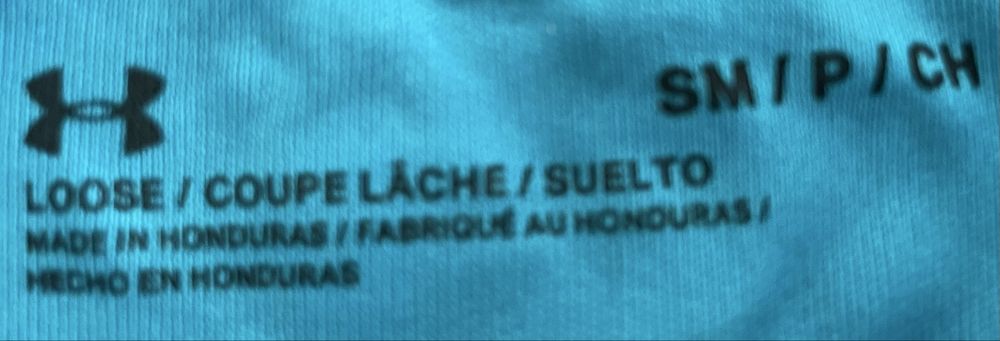 SM / P / CH
LOOSE / COUPE LÂCHE / SUELTO
MADE IN HONDURAS / FABRIQUÉ AU HONDURAS /
HECHO EN HONDURAS